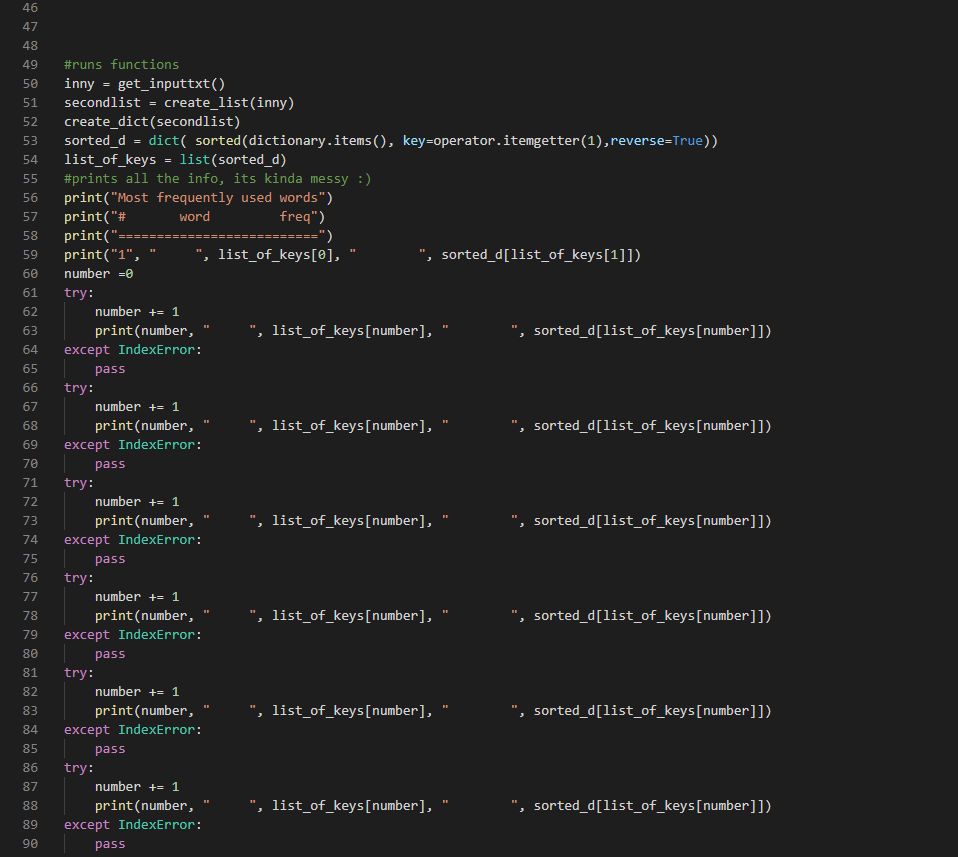 46
47
48
49 #runs functions
50 inny = get_inputtxt()
51 secondlist = create_list(inny)
52 create_dict(secondlist)
53 sorted_d = dict( sorted(dictionary.items(), key=operator.itemgetter(1),reverse=True))
54 list_of_keys = list(sorted_d)
55 #prints all the info, its kinda messy :)
56 print("Most frequently used words")
57 print("#       word         freq")
58 print("==========================")
59 print("1", "     ", list_of_keys[0], "        ", sorted_d[list_of_keys[1]])
60 number =0
61 try:
62     number += 1
63     print(number, "     ", list_of_keys[number], "        ", sorted_d[list_of_keys[number]])
64 except IndexError:
65     pass
66 try:
67     number += 1
68     print(number, "     ", list_of_keys[number], "        ", sorted_d[list_of_keys[number]])
69 except IndexError:
70     pass
71 try:
72     number += 1
73     print(number, "     ", list_of_keys[number], "        ", sorted_d[list_of_keys[number]])
74 except IndexError:
75     pass
76 try:
77     number += 1
78     print(number, "     ", list_of_keys[number], "        ", sorted_d[list_of_keys[number]])
79 except IndexError:
80     pass
81 try:
82     number += 1
83     print(number, "     ", list_of_keys[number], "        ", sorted_d[list_of_keys[number]])
84 except IndexError:
85     pass
86 try:
87     number += 1
88     print(number, "     ", list_of_keys[number], "        ", sorted_d[list_of_keys[number]])
89 except IndexError:
90     pass